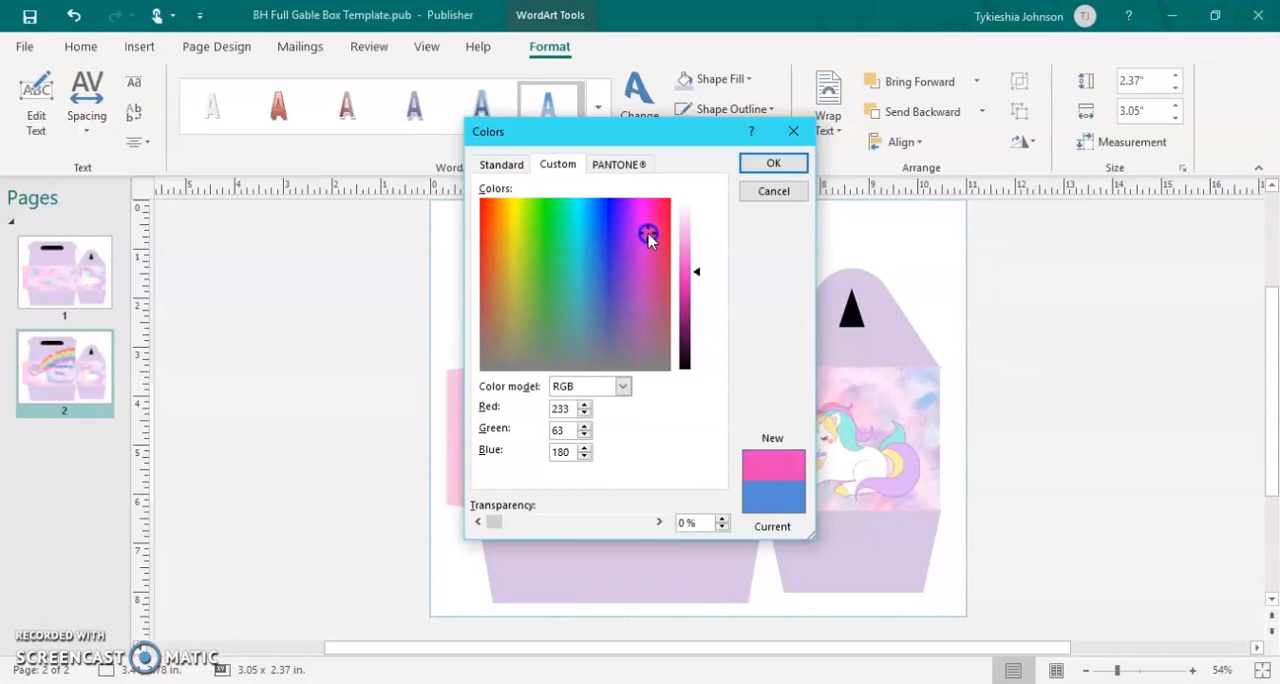 BH Full Gable Box Template.pub - Publisher
WordArt Tools
Tykieshia Johnson TJ
File Home Insert Page Design Mailings Review View Help Format
Edit Text
AV Spacing
Text
Change
Shape Fill
Shape Outline
Wrap Text
Bring Forward
Send Backward
Align
Arrange
2.37"
3.05"
Measurement
Size
Pages
1
2
Colors
Standard Custom PANTONE®
OK
Cancel
Colors:
Color model: RGB
Red: 233
Green: 63
Blue: 180
New
Current
Transparency:
0 %
RECORDED WITH
SCREENCAST MATIC
Page: 2 of 2
3.05 x 2.37 in.
54%